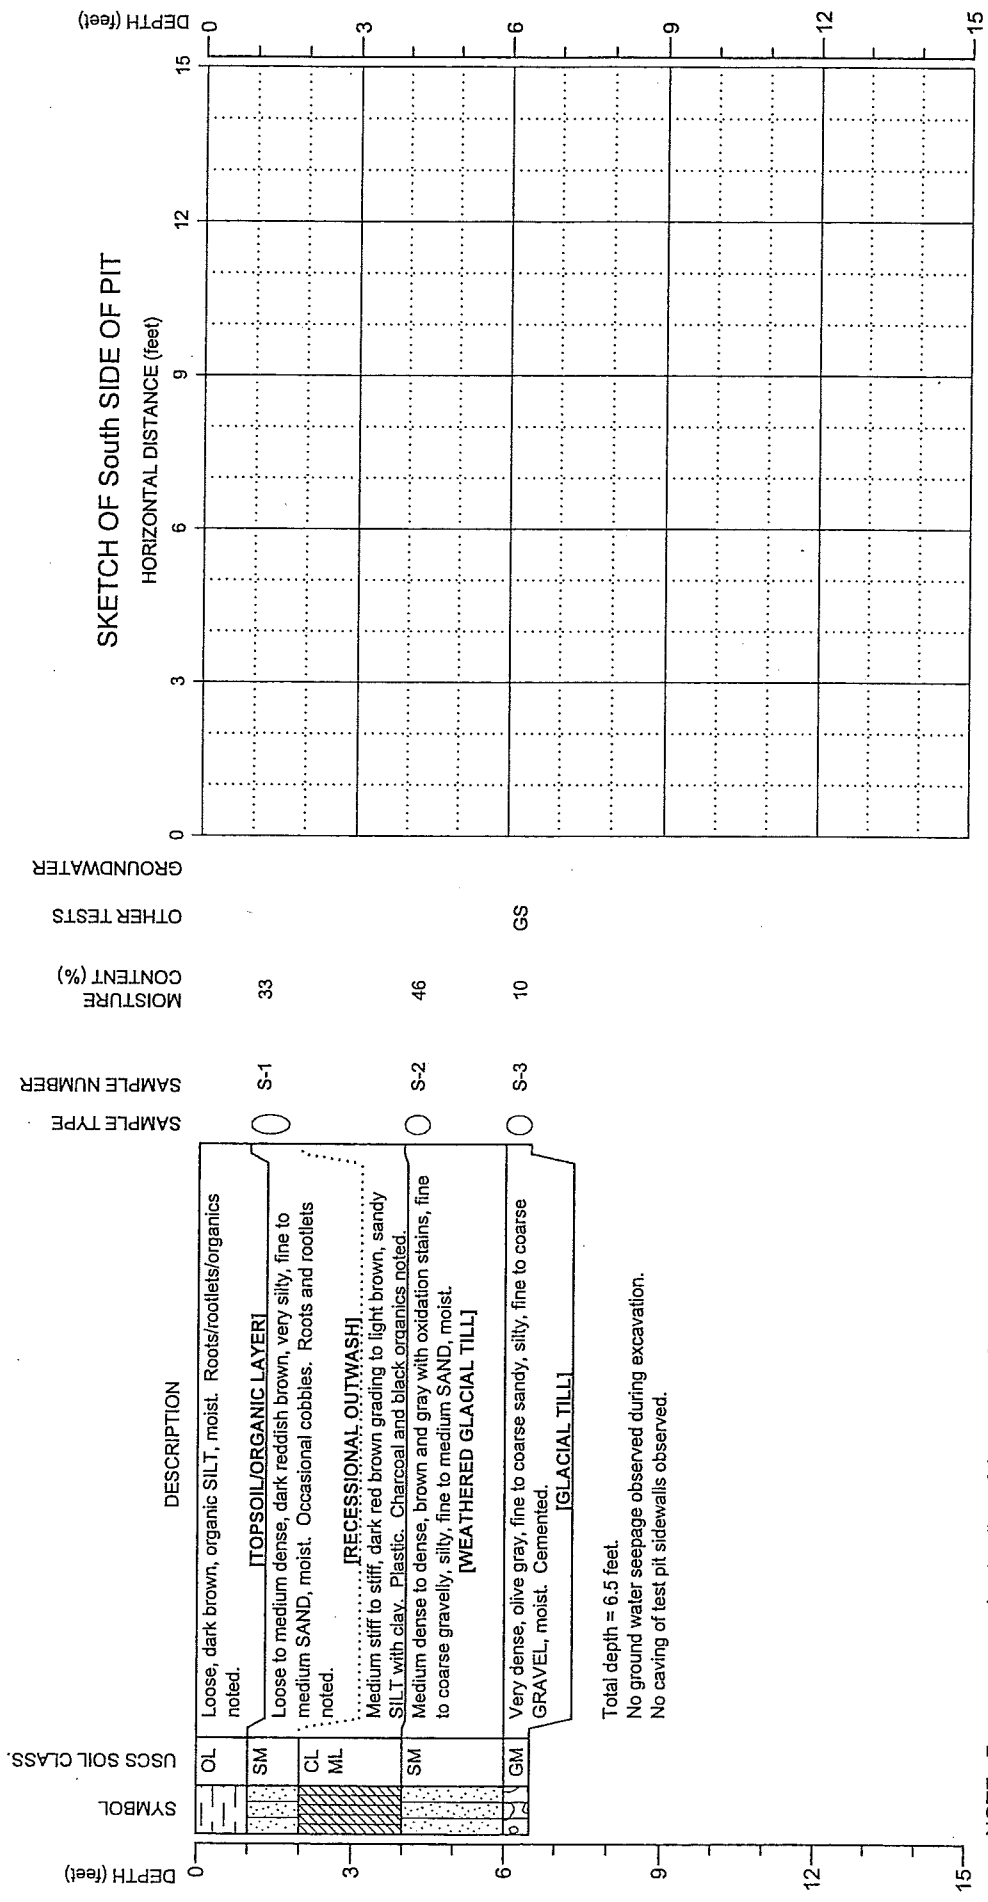 DEPTH (feet)
SYMBOL
USCS SOIL CLASS.
DESCRIPTION
SAMPLE TYPE
SAMPLE NUMBER
MOISTURE
CONTENT (%)
OTHER TESTS
GROUNDWATER
SKETCH OF South SIDE OF PIT
HORIZONTAL DISTANCE (feet)
DEPTH (feet)
0 3 6 9 12 15
0
3
6
9
12
15
0
3
6
9
12
15
OL
Loose, dark brown, organic SILT, moist. Roots/rootlets/organics
noted.
[TOPSOIL/ORGANIC LAYER]
SM
Loose to medium dense, dark reddish brown, very silty, fine to
medium SAND, moist. Occasional cobbles. Roots and rootlets
noted.
[RECESSIONAL OUTWASH]
S-1 33
CL
ML
Medium stiff to stiff, dark red brown grading to light brown, sandy
SILT with clay. Plastic. Charcoal and black organics noted.
SM
Medium dense to dense, brown and gray with oxidation stains, fine
to coarse gravelly, silty, fine to medium SAND, moist.
[WEATHERED GLACIAL TILL]
S-2 46
GM
Very dense, olive gray, fine to coarse sandy, silty, fine to coarse
GRAVEL, moist. Cemented.
[GLACIAL TILL]
S-3 10 GS
Total depth = 6.5 feet.
No ground water seepage observed during excavation.
No caving of test pit sidewalls observed.